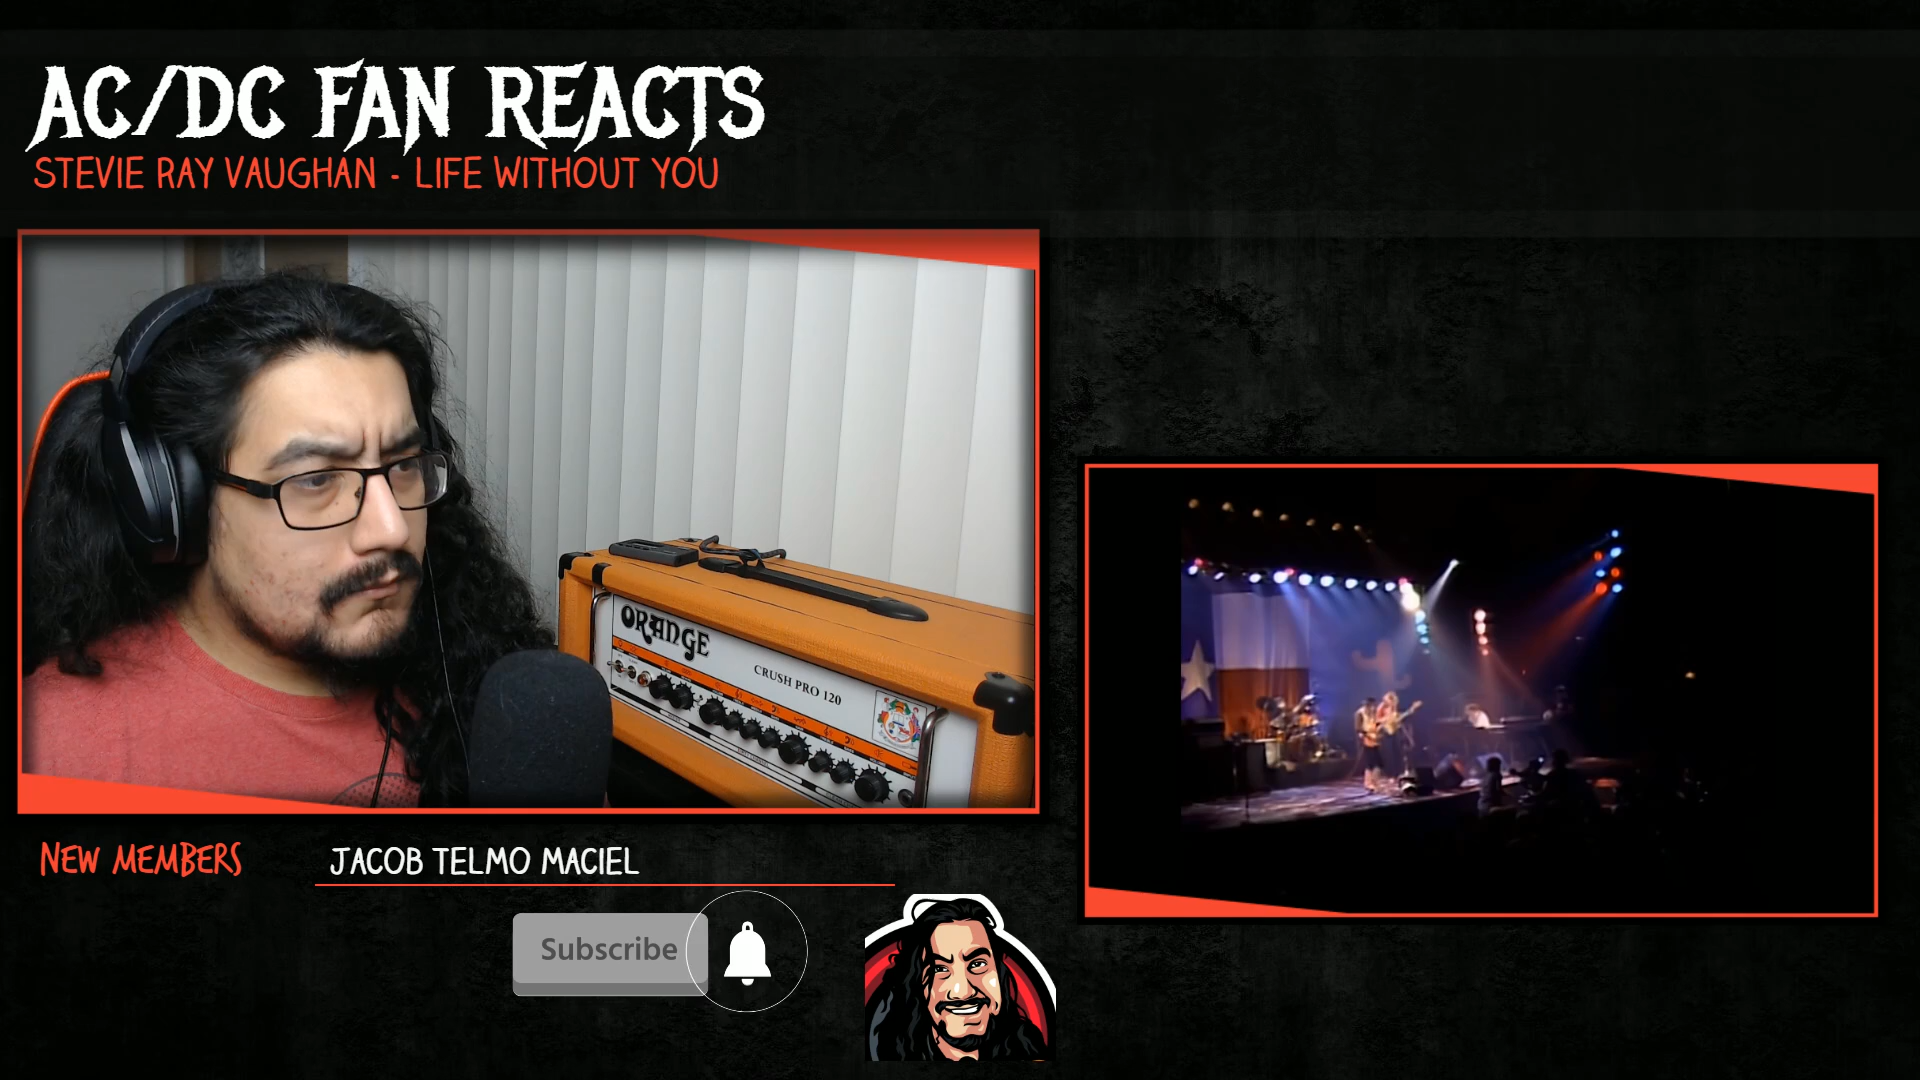 AC/DC FAN REACTS
STEVIE RAY VAUGHAN - LIFE WITHOUT YOU
ORANGE
CRUSH PRO 120
NEW MEMBERS JACOB TELMO MACIEL
Subscribe